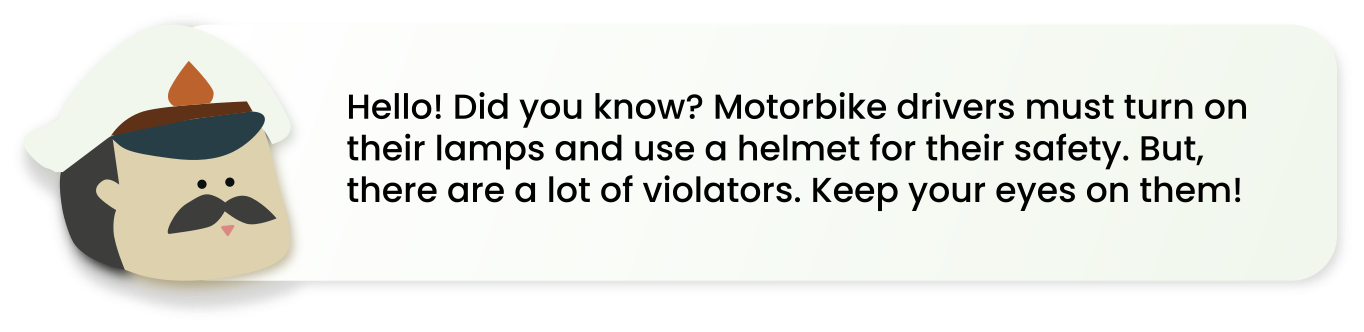 Hello! Did you know? Motorbike drivers must turn on
their lamps and use a helmet for their safety. But,
there are a lot of violators. Keep your eyes on them!